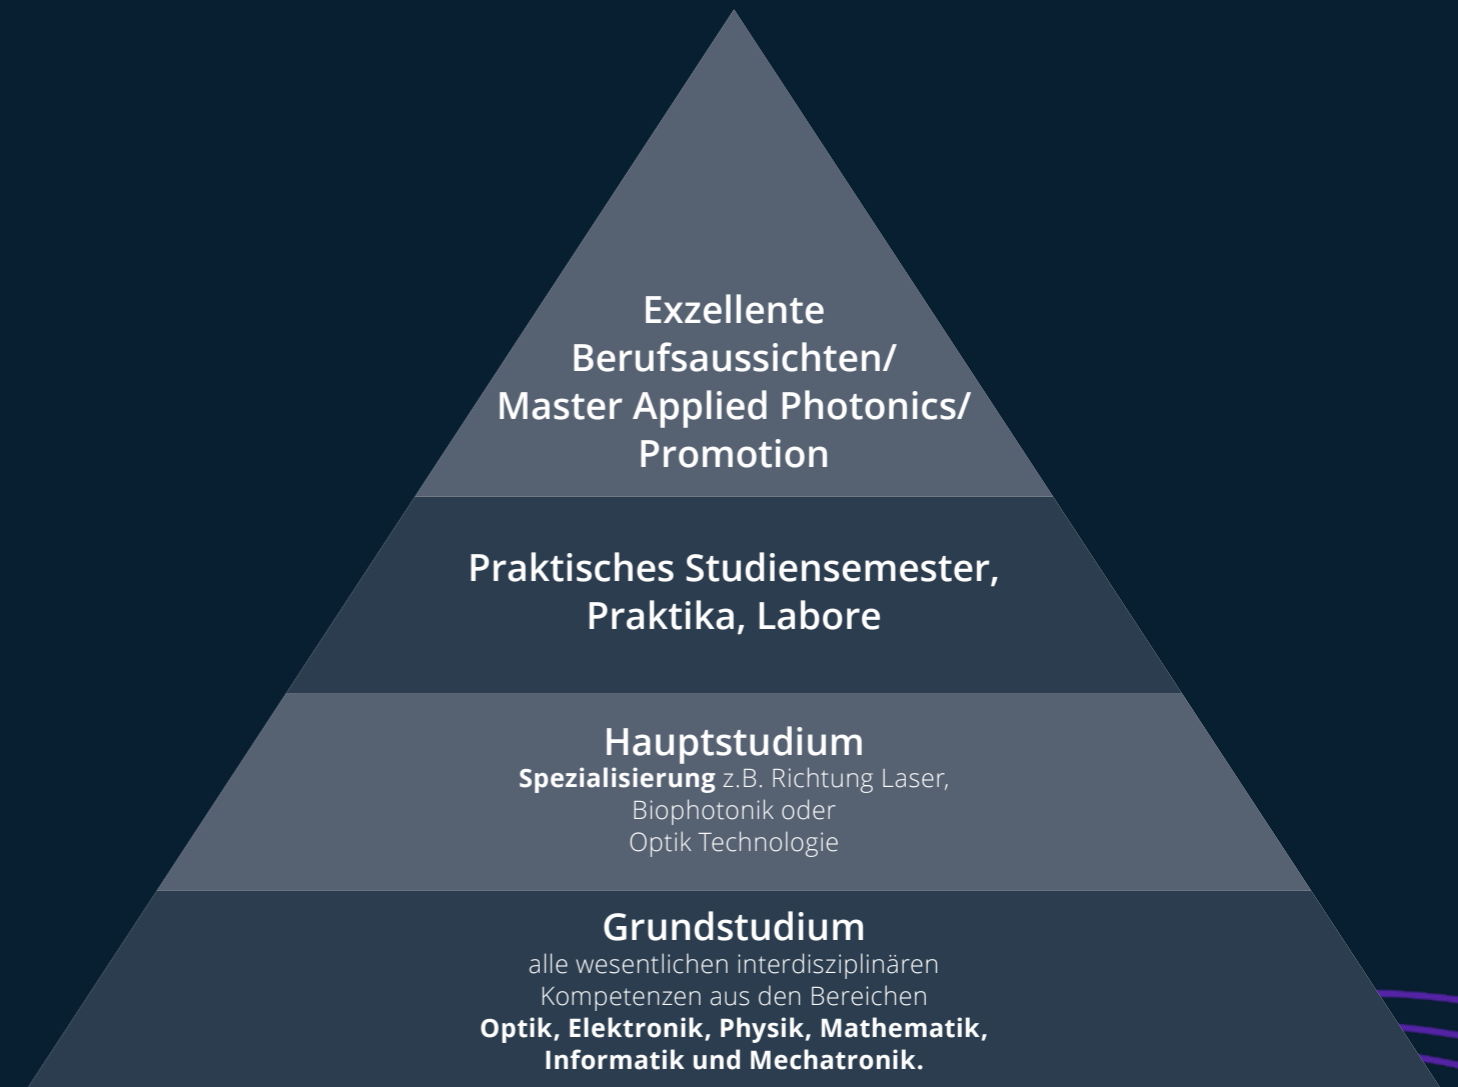 Exzellente
Berufsaussichten/
Master Applied Photonics/
Promotion
Praktisches Studiensemester,
Praktika, Labore
Hauptstudium
Spezialisierung z.B. Richtung Laser,
Biophotonik oder
Optik Technologie
Grundstudium
alle wesentlichen interdisziplinären
Kompetenzen aus den Bereichen
Optik, Elektronik, Physik, Mathematik,
Informatik und Mechatronik.